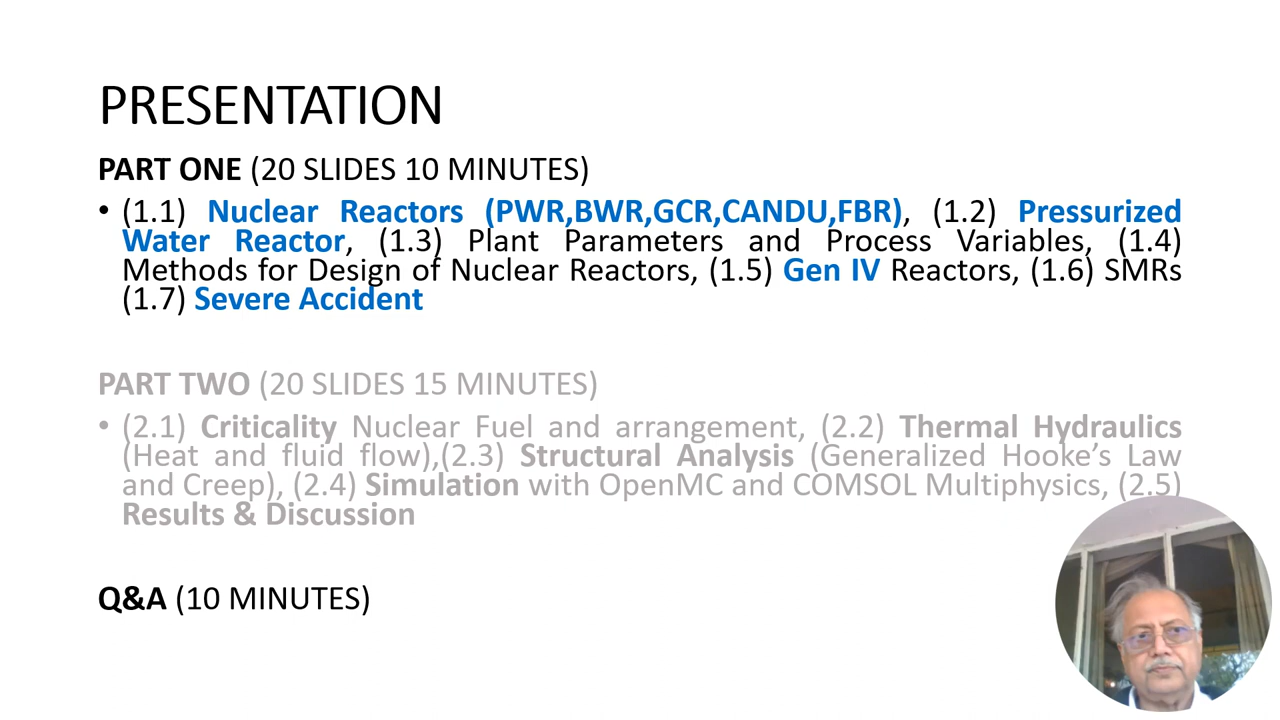 PRESENTATION
PART ONE (20 SLIDES 10 MINUTES)
• (1.1) Nuclear Reactors (PWR,BWR,GCR,CANDU,FBR), (1.2) Pressurized
Water Reactor, (1.3) Plant Parameters and Process Variables, (1.4)
Methods for Design of Nuclear Reactors, (1.5) Gen IV Reactors, (1.6) SMRs
(1.7) Severe Accident
PART TWO (20 SLIDES 15 MINUTES)
• (2.1) Criticality Nuclear Fuel and arrangement, (2.2) Thermal Hydraulics
(Heat and fluid flow),(2.3) Structural Analysis (Generalized Hooke’s Law
and Creep), (2.4) Simulation with OpenMC and COMSOL Multiphysics, (2.5)
Results & Discussion
Q&A (10 MINUTES)